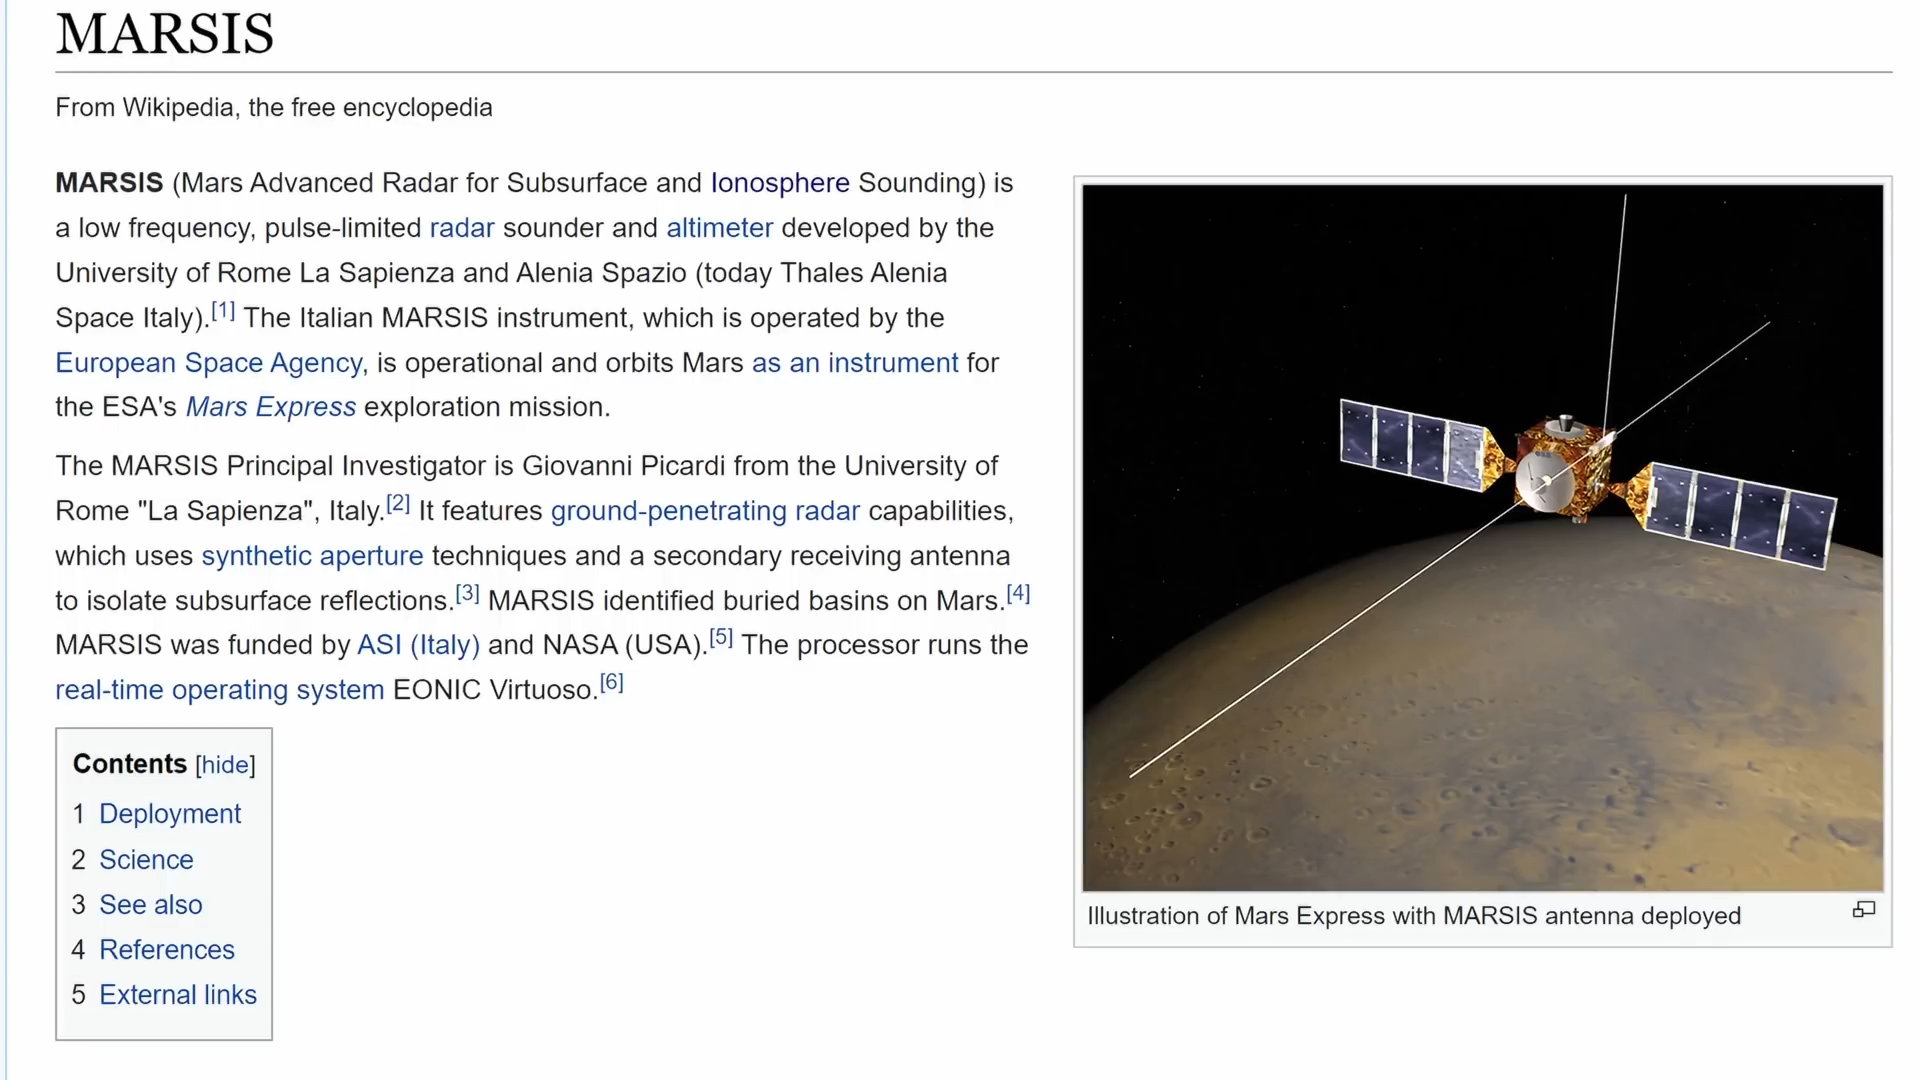 MARSIS
From Wikipedia, the free encyclopedia
MARSIS (Mars Advanced Radar for Subsurface and Ionosphere Sounding) is
a low frequency, pulse-limited radar sounder and altimeter developed by the
University of Rome La Sapienza and Alenia Spazio (today Thales Alenia
Space Italy).[1] The Italian MARSIS instrument, which is operated by the
European Space Agency, is operational and orbits Mars as an instrument for
the ESA's Mars Express exploration mission.
The MARSIS Principal Investigator is Giovanni Picardi from the University of
Rome "La Sapienza", Italy.[2] It features ground-penetrating radar capabilities,
which uses synthetic aperture techniques and a secondary receiving antenna
to isolate subsurface reflections.[3] MARSIS identified buried basins on Mars.[4]
MARSIS was funded by ASI (Italy) and NASA (USA).[5] The processor runs the
real-time operating system EONIC Virtuoso.[6]
Contents [hide]
1 Deployment
2 Science
3 See also
4 References
5 External links
Illustration of Mars Express with MARSIS antenna deployed